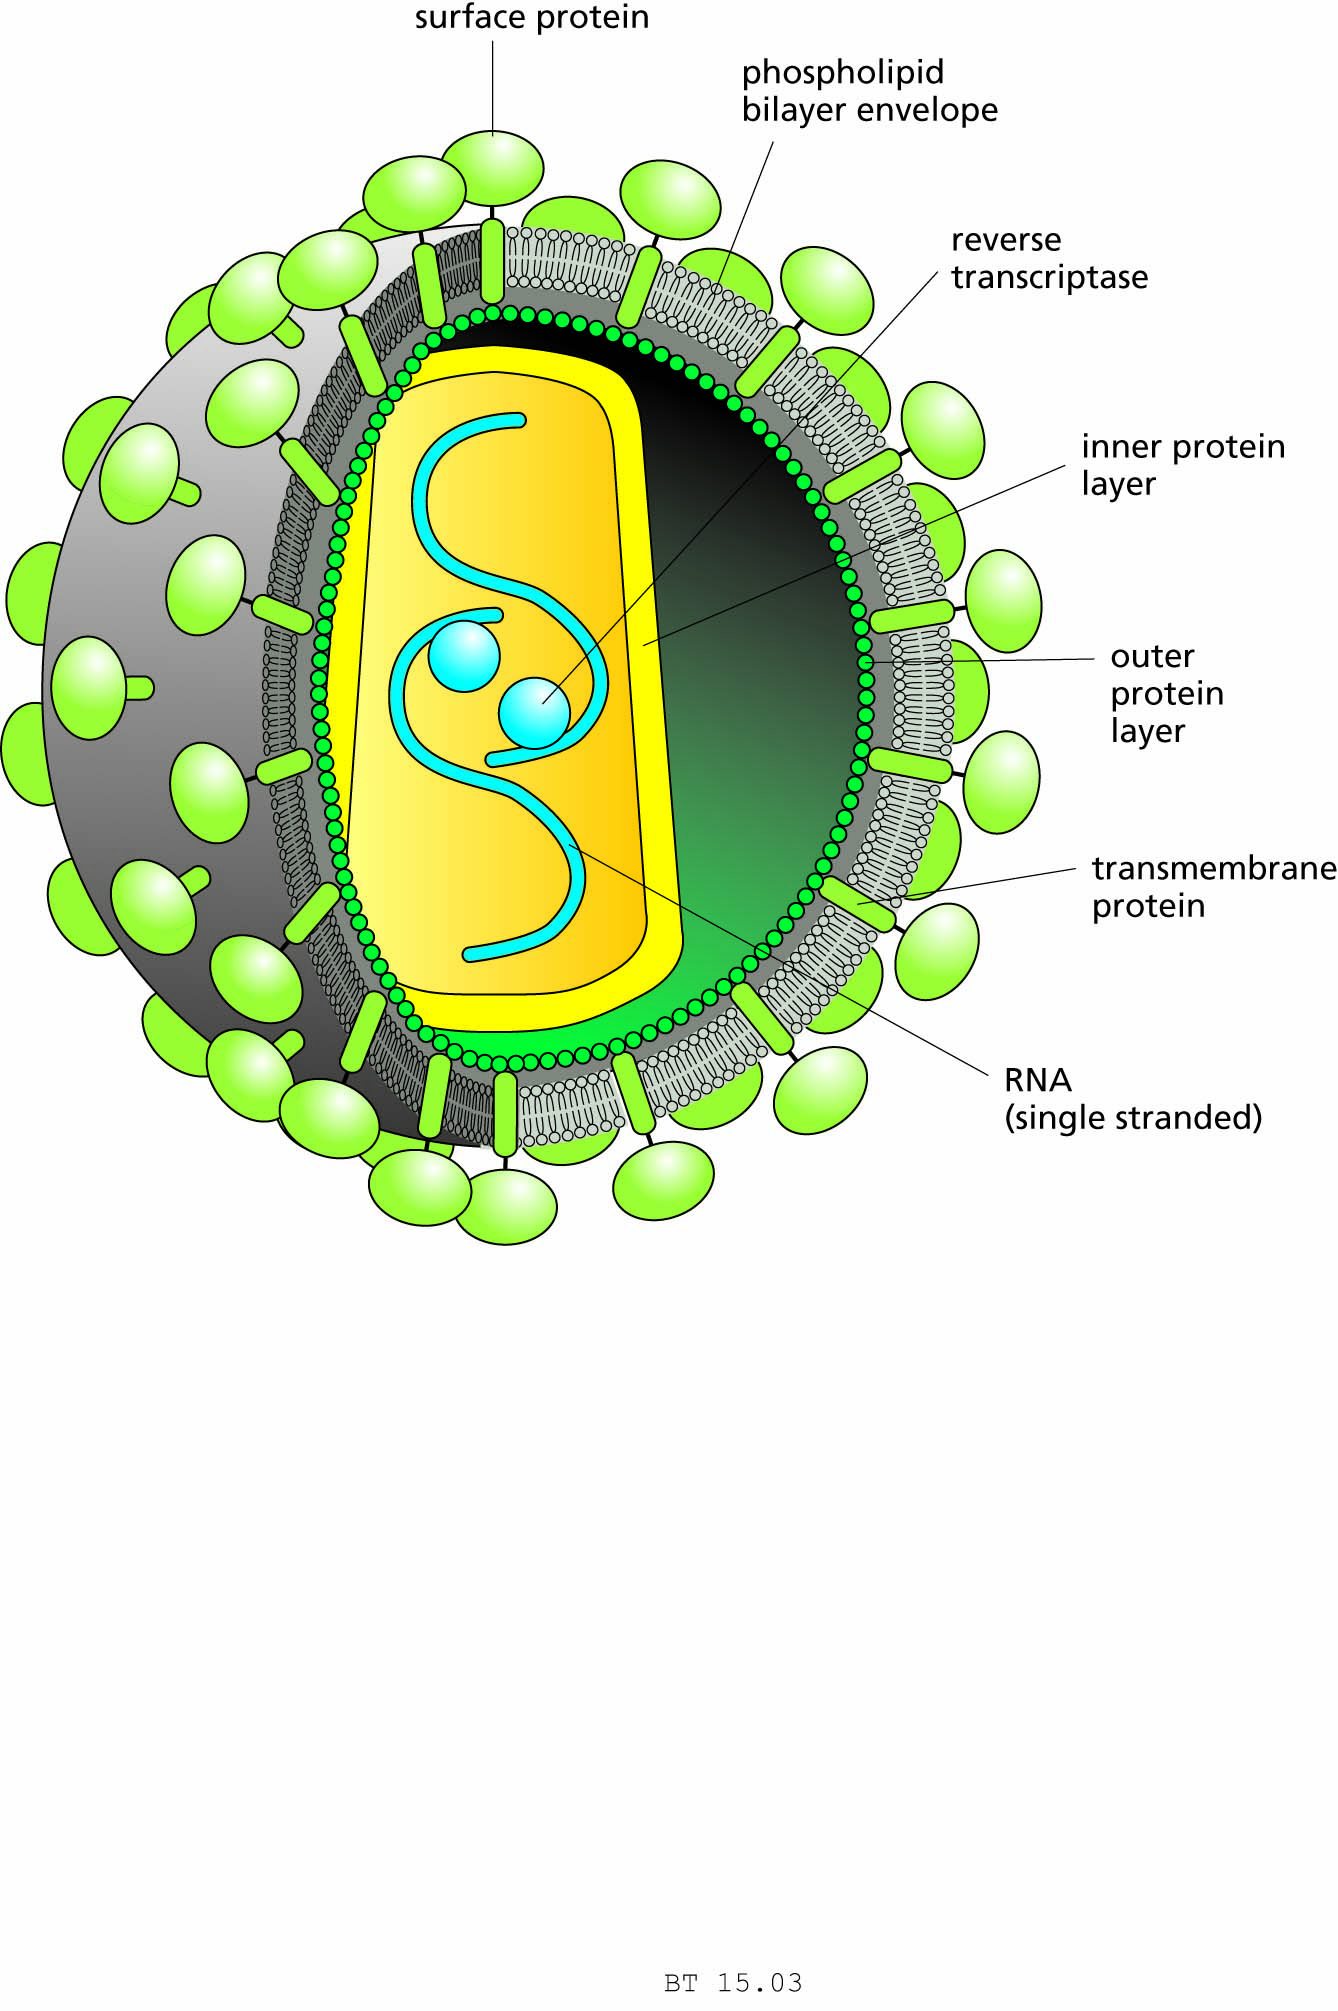 surface protein
phospholipid
bilayer envelope
reverse
transcriptase
inner protein
layer
outer
protein
layer
transmembrane
protein
RNA
(single stranded)
BT 15.03